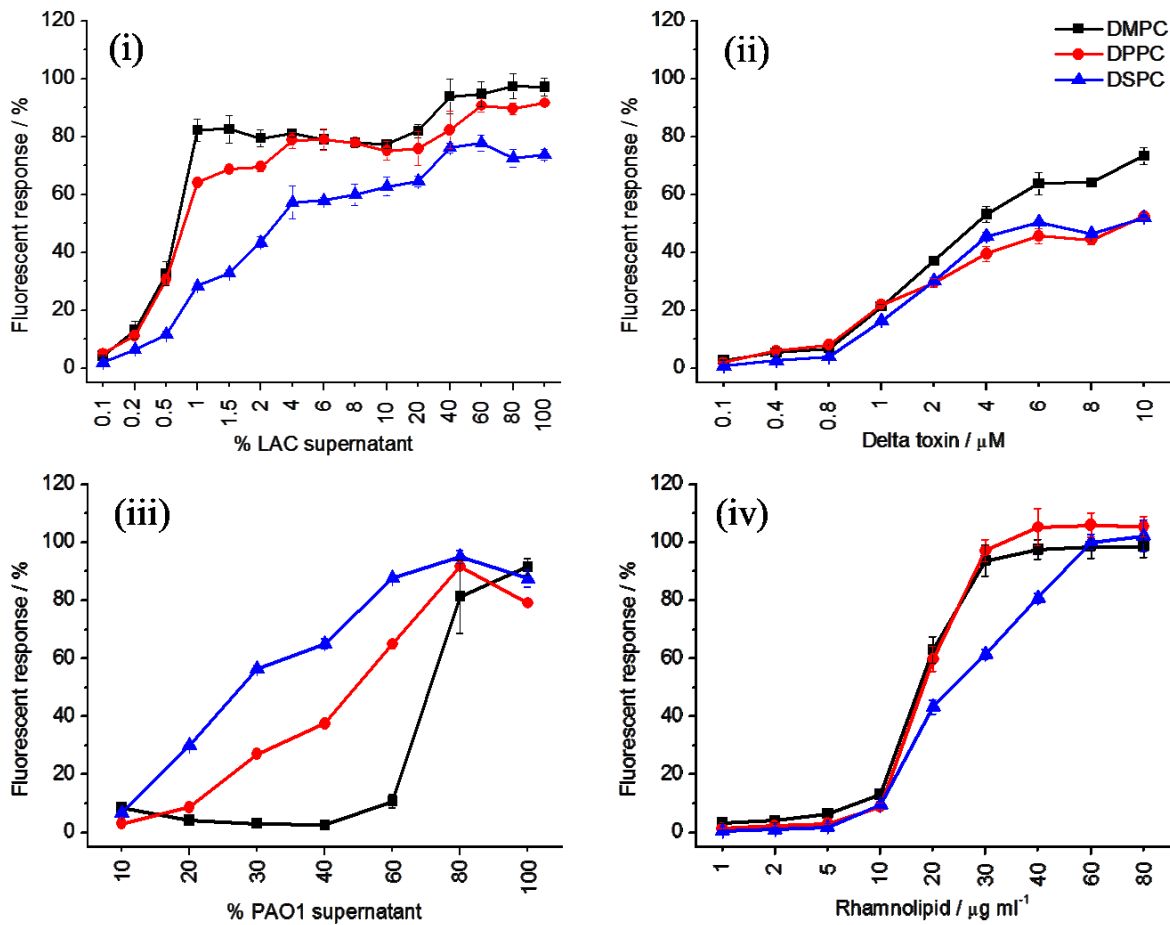 (i)
Fluorescent response / %
120
100
80
60
40
20
0
0.1 0.2 0.5 1 1.5 2 4 6 8 10 20 40 60 80 100
% LAC supernatant
(ii)
DMPC
DPPC
DSPC
Fluorescent response / %
120
100
80
60
40
20
0
0.1 0.4 0.8 1 2 4 6 8 10
Delta toxin / μM
(iii)
Fluorescent response / %
120
100
80
60
40
20
0
10 20 30 40 60 80 100
% PAO1 supernatant
(iv)
Fluorescent response / %
120
100
80
60
40
20
0
1 2 5 10 20 30 40 60 80
Rhamnolipid / μg ml⁻¹